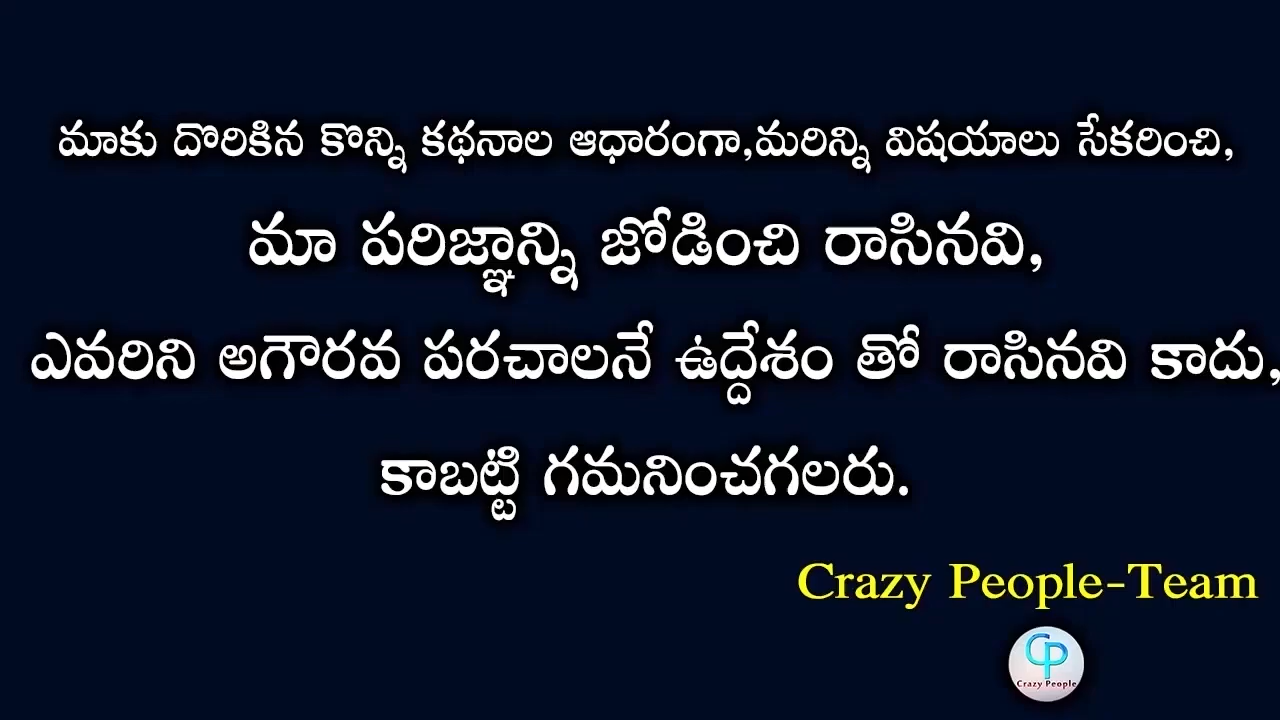 మాకు దొరికిన కొన్ని కథనాల ఆధారంగా,మరిన్ని విషయాలు సేకరించి,
మా పరిజ్ఞాన్ని జోడించి రాసినవి,
ఎవరిని అగౌరవ పరచాలనే ఉద్దేశం తో రాసినవి కాదు,
కాబట్టి గమనించగలరు.
Crazy People-Team
CP
Crazy People